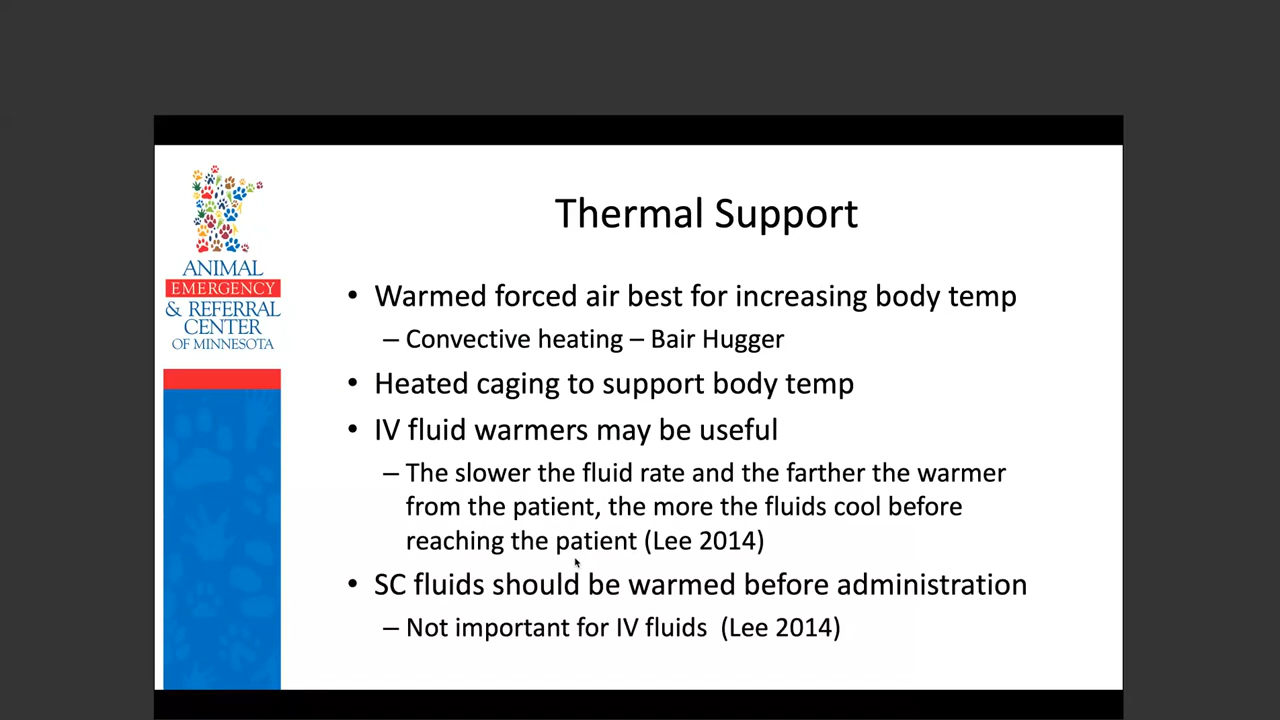 ANIMAL
EMERGENCY
& REFERRAL
CENTER
OF MINNESOTA
Thermal Support
• Warmed forced air best for increasing body temp
– Convective heating – Bair Hugger
• Heated caging to support body temp
• IV fluid warmers may be useful
– The slower the fluid rate and the farther the warmer
from the patient, the more the fluids cool before
reaching the patient (Lee 2014)
• SC fluids should be warmed before administration
– Not important for IV fluids (Lee 2014)